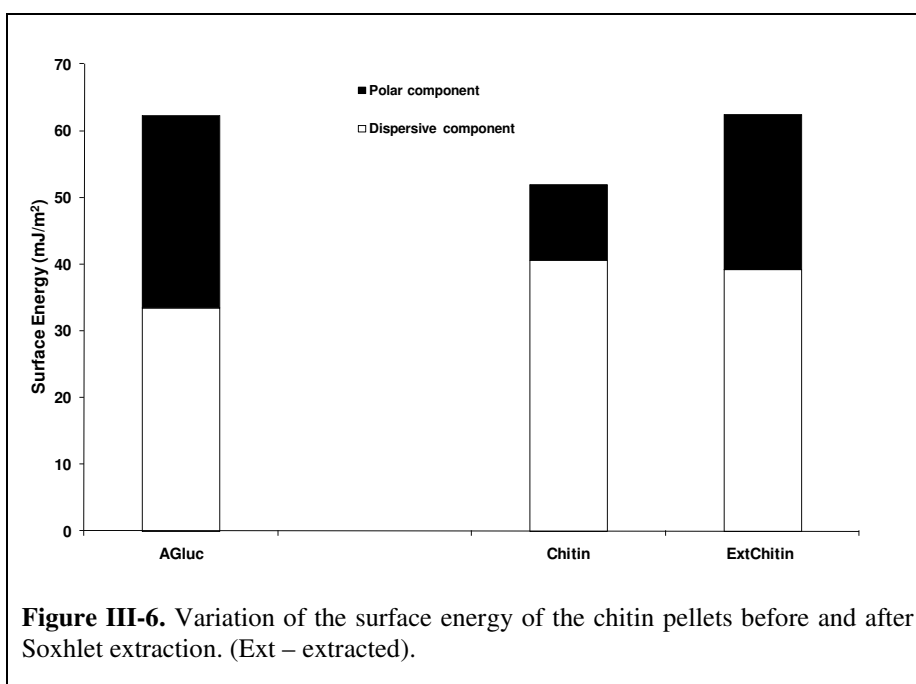 70
60
50
40
30
20
10
0
Surface Energy (mJ/m²)
Polar component
Dispersive component
AGluc Chitin ExtChitin
Figure III-6. Variation of the surface energy of the chitin pellets before and after
Soxhlet extraction. (Ext – extracted).